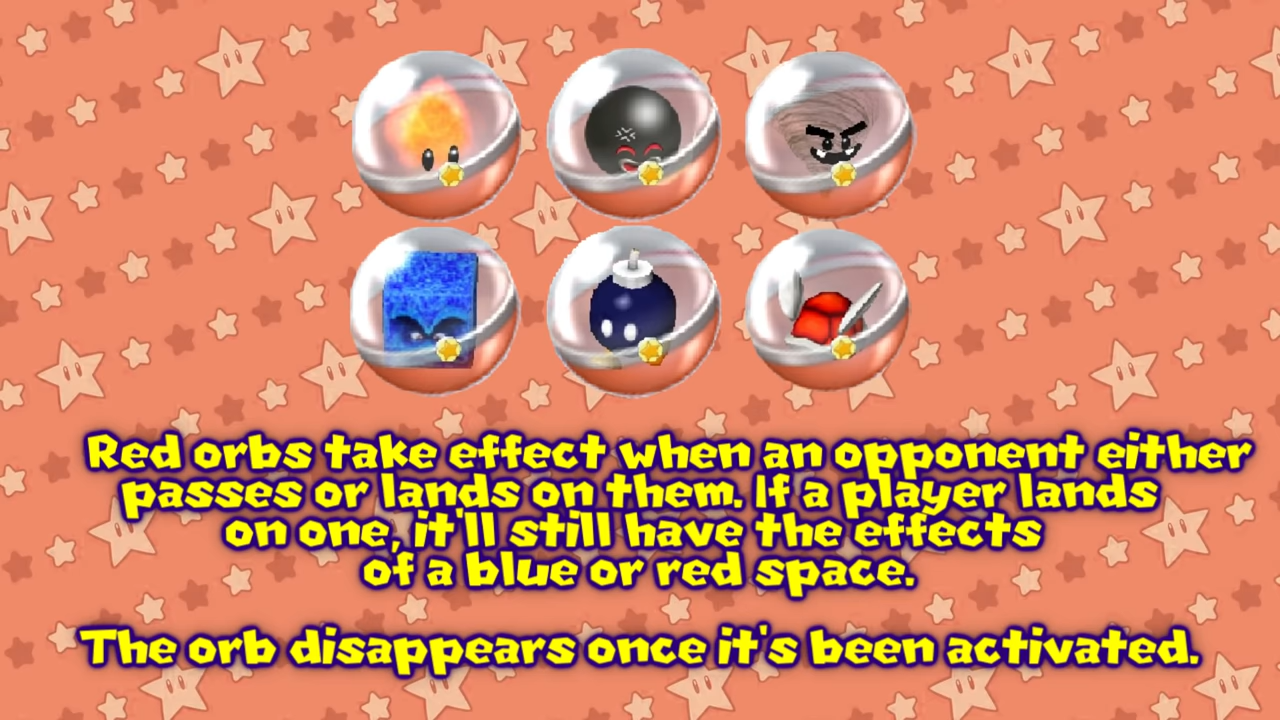 Red orbs take effect when an opponent either
passes or lands on them. If a player lands
on one, it'll still have the effects
of a blue or red space.
The orb disappears once it's been activated.